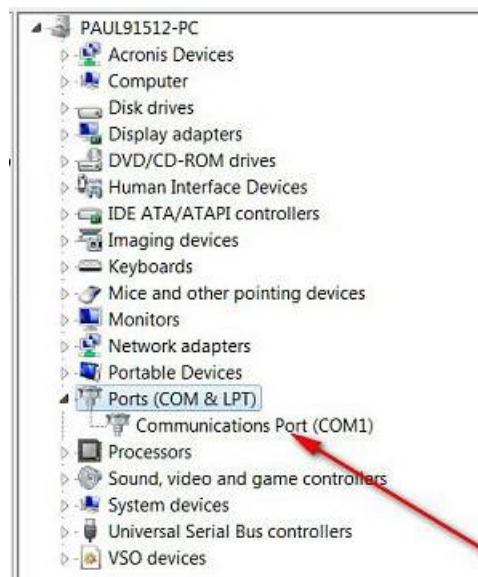 PAUL91512-PC
Acronis Devices
Computer
Disk drives
Display adapters
DVD/CD-ROM drives
Human Interface Devices
IDE ATA/ATAPI controllers
Imaging devices
Keyboards
Mice and other pointing devices
Monitors
Network adapters
Portable Devices
Ports (COM & LPT)
Communications Port (COM1)
Processors
Sound, video and game controllers
System devices
Universal Serial Bus controllers
VSO devices